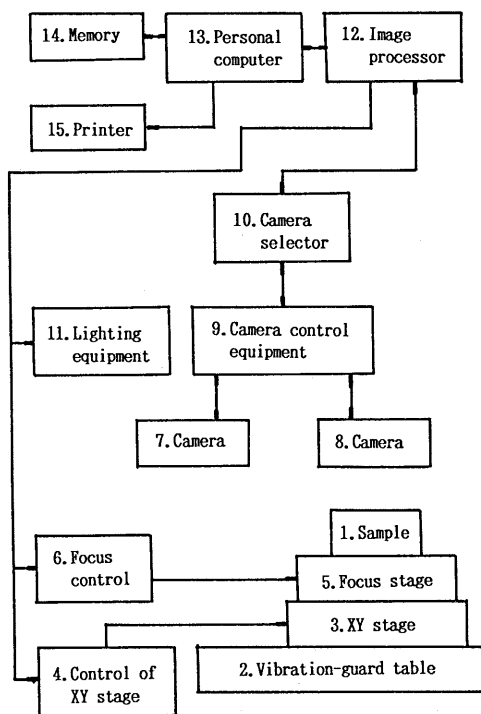 14. Memory
13. Personal
computer
12. Image
processor
15. Printer
10. Camera
selector
11. Lighting
equipment
9. Camera control
equipment
7. Camera
8. Camera
1. Sample
6. Focus
control
5. Focus stage
3. XY stage
4. Control of
XY stage
2. Vibration-guard table